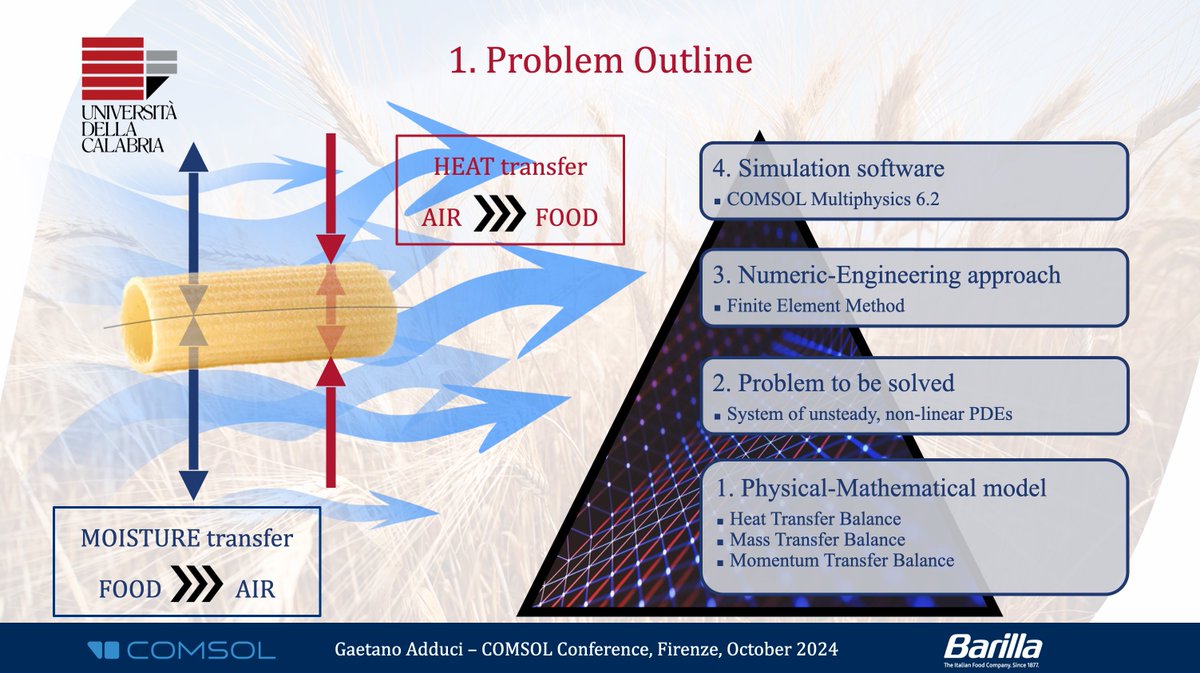 1. Problem Outline
UNIVERSITÀ
DELLA
CALABRIA
HEAT transfer
AIR FOOD
MOISTURE transfer
FOOD AIR
4. Simulation software
▪ COMSOL Multiphysics 6.2
3. Numeric-Engineering approach
▪ Finite Element Method
2. Problem to be solved
▪ System of unsteady, non-linear PDEs
1. Physical-Mathematical model
▪ Heat Transfer Balance
▪ Mass Transfer Balance
▪ Momentum Transfer Balance
COMSOL
Gaetano Adduci – COMSOL Conference, Firenze, October 2024
Barilla
The Italian Food Company. Since 1877.